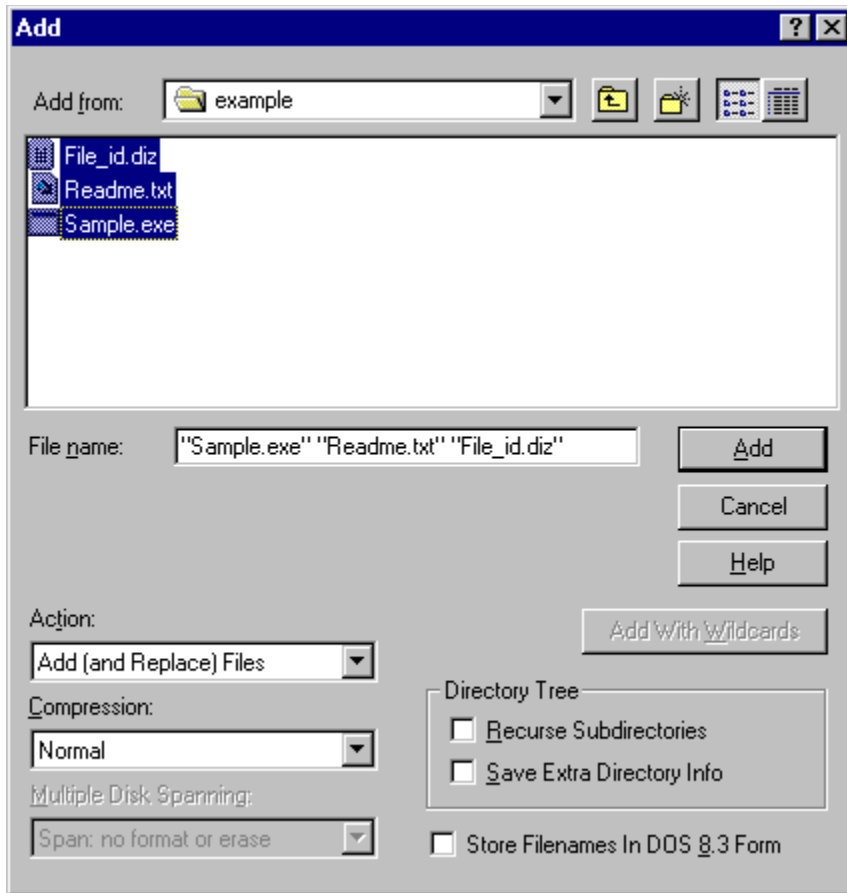 Add
Add from: example
File_id.diz
Readme.txt
Sample.exe
File name: "Sample.exe" "Readme.txt" "File_id.diz" Add
Cancel
Help
Action: Add With Wildcards
Add (and Replace) Files
Directory Tree
Compression: Recurse Subdirectories
Normal
Save Extra Directory Info
Multiple Disk Spanning:
Span: no format or erase
Store Filenames In DOS 8.3 Form